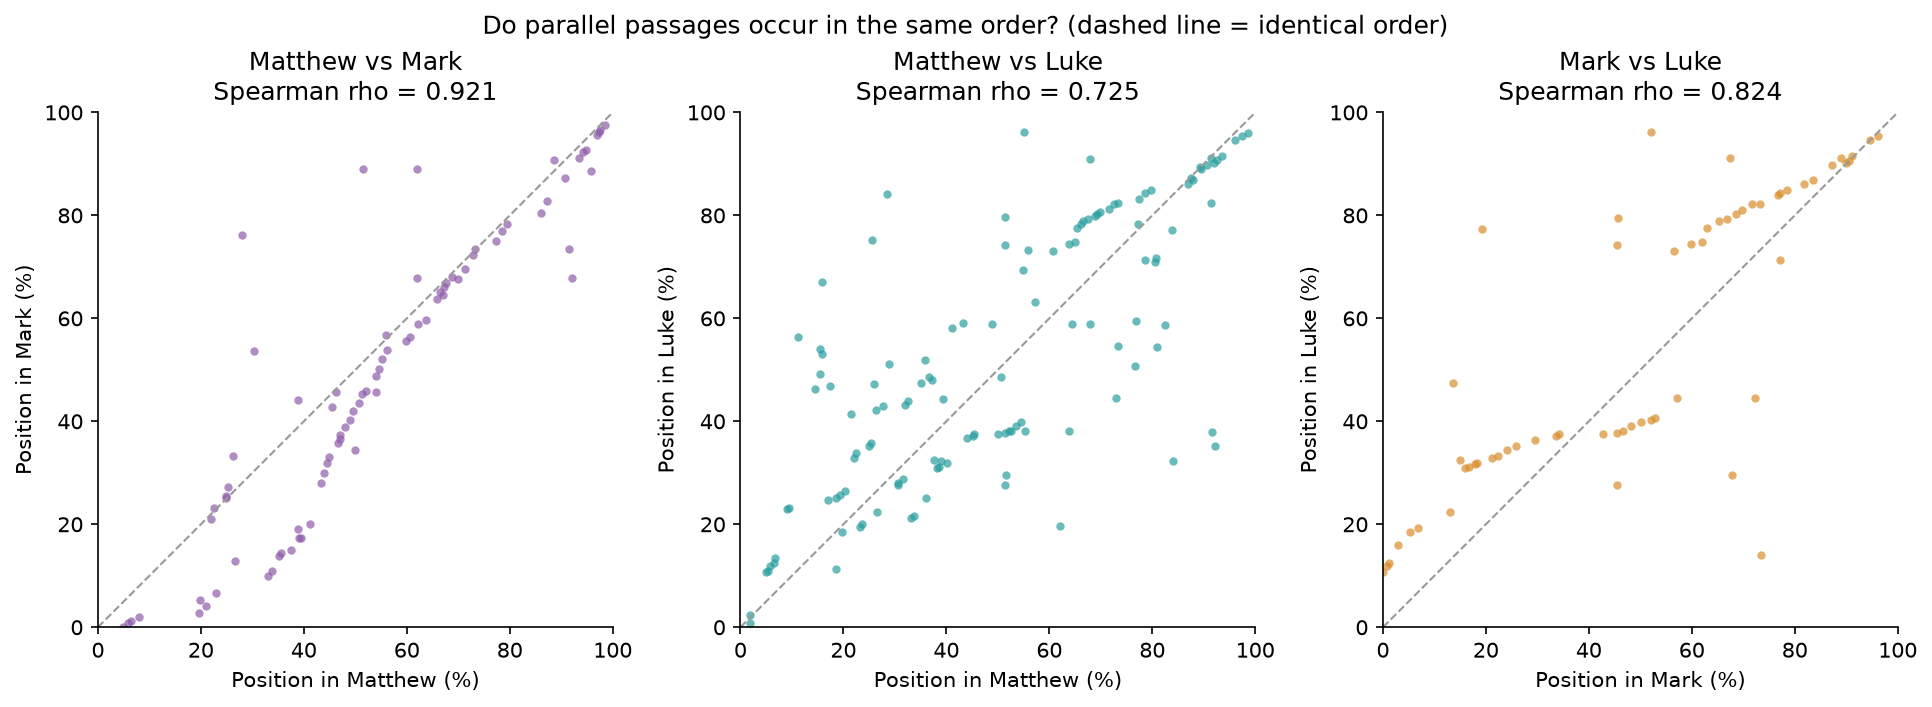 Do parallel passages occur in the same order? (dashed line = identical order)
Matthew vs Mark
Spearman rho = 0.921
100
80
60
40
20
0
0 20 40 60 80 100
Position in Mark (%)
Position in Matthew (%)
Matthew vs Luke
Spearman rho = 0.725
100
80
60
40
20
0
0 20 40 60 80 100
Position in Luke (%)
Position in Matthew (%)
Mark vs Luke
Spearman rho = 0.824
100
80
60
40
20
0
0 20 40 60 80 100
Position in Luke (%)
Position in Mark (%)